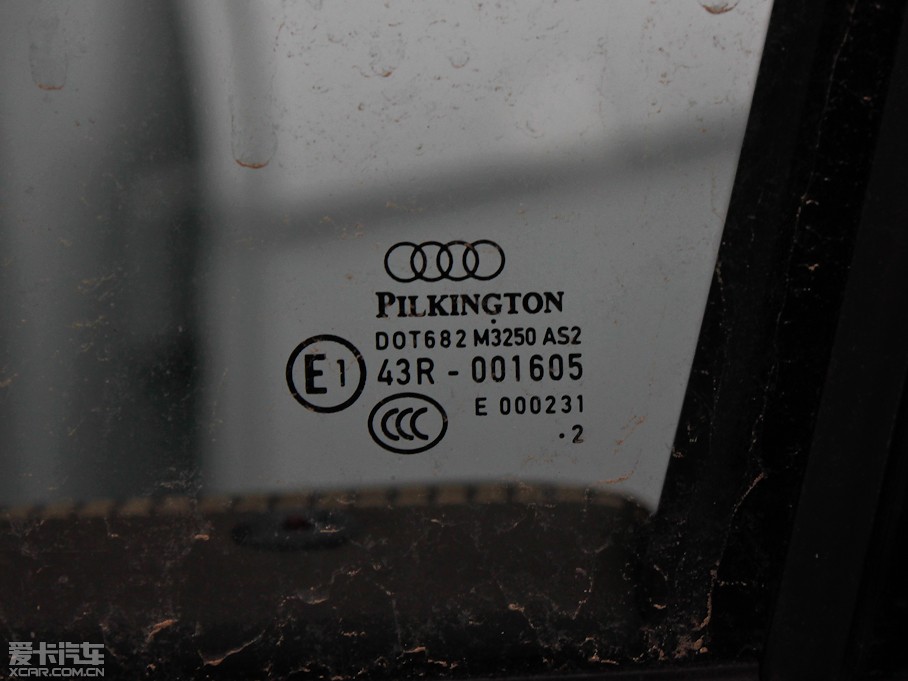 PILKINGTON
DOT682 M3250 AS2
E1 43R - 001605
CCC E 000231
.2
爱卡汽车
XCAR.COM.CN